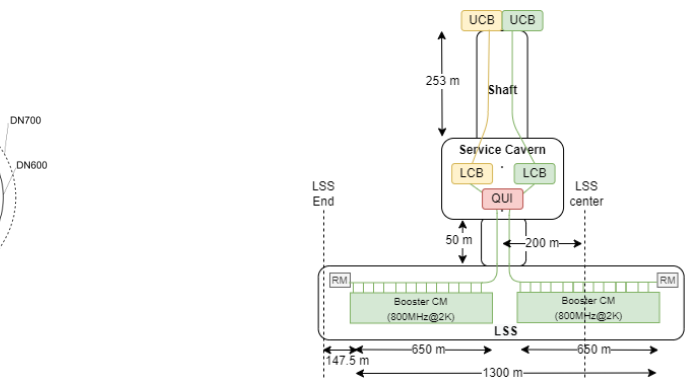 UCB UCB
DN700
DN600
253 m
Shaft
Service Cavern
LCB LCB
QUI
LSS
End
LSS
center
50 m
200 m
RM RM
Booster CM
(800MHz@2K)
Booster CM
(800MHz@2K)
LSS
650 m 650 m
147.5 m
1300 m